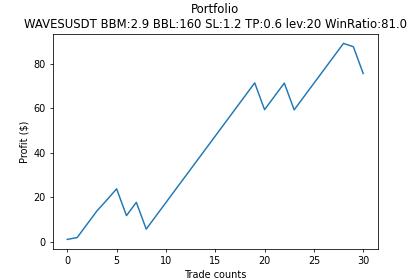 Portfolio
WAVESUSDT BBM:2.9 BBL:160 SL:1.2 TP:0.6 lev:20 WinRatio:81.0
Profit ($)
80
60
40
20
0
0 5 10 15 20 25 30
Trade counts